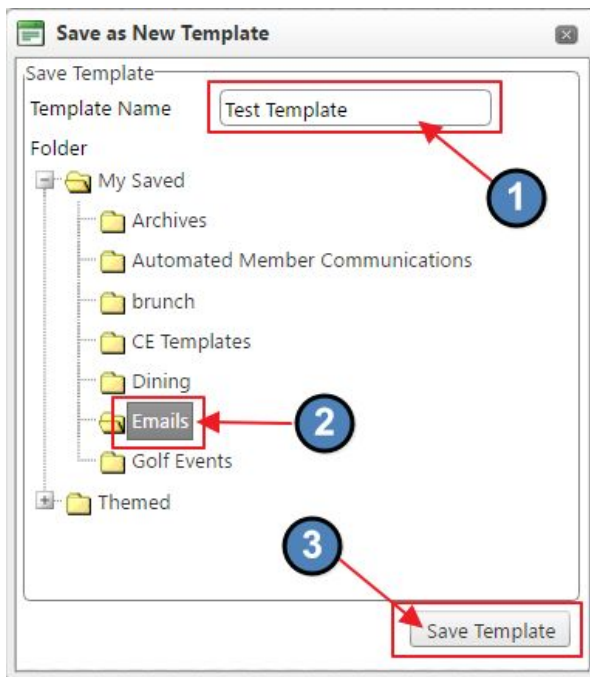 Save as New Template
Save Template
Template Name Test Template
1
Folder
My Saved
Archives
Automated Member Communications
brunch
CE Templates
Dining
Emails 2
Golf Events
Themed
3
Save Template